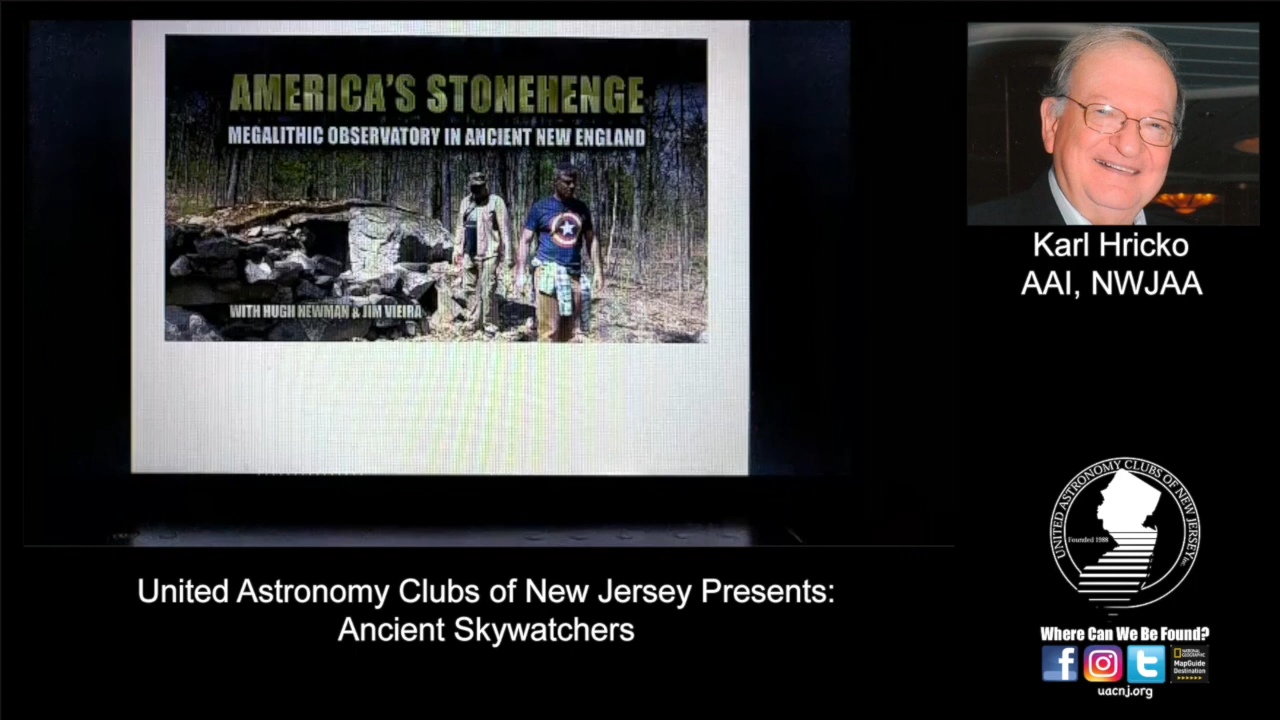 AMERICA'S STONEHENGE
MEGALITHIC OBSERVATORY IN ANCIENT NEW ENGLAND
WITH HUGH NEWMAN & JIM VIEIRA
Karl Hricko
AAI, NWJAA
UNITED ASTRONOMY CLUBS OF NEW JERSEY, Inc.
Founded 1988
United Astronomy Clubs of New Jersey Presents:
Ancient Skywatchers
Where Can We Be Found?
NATIONAL
GEOGRAPHIC
MapGuide
Destination
uacnj.org